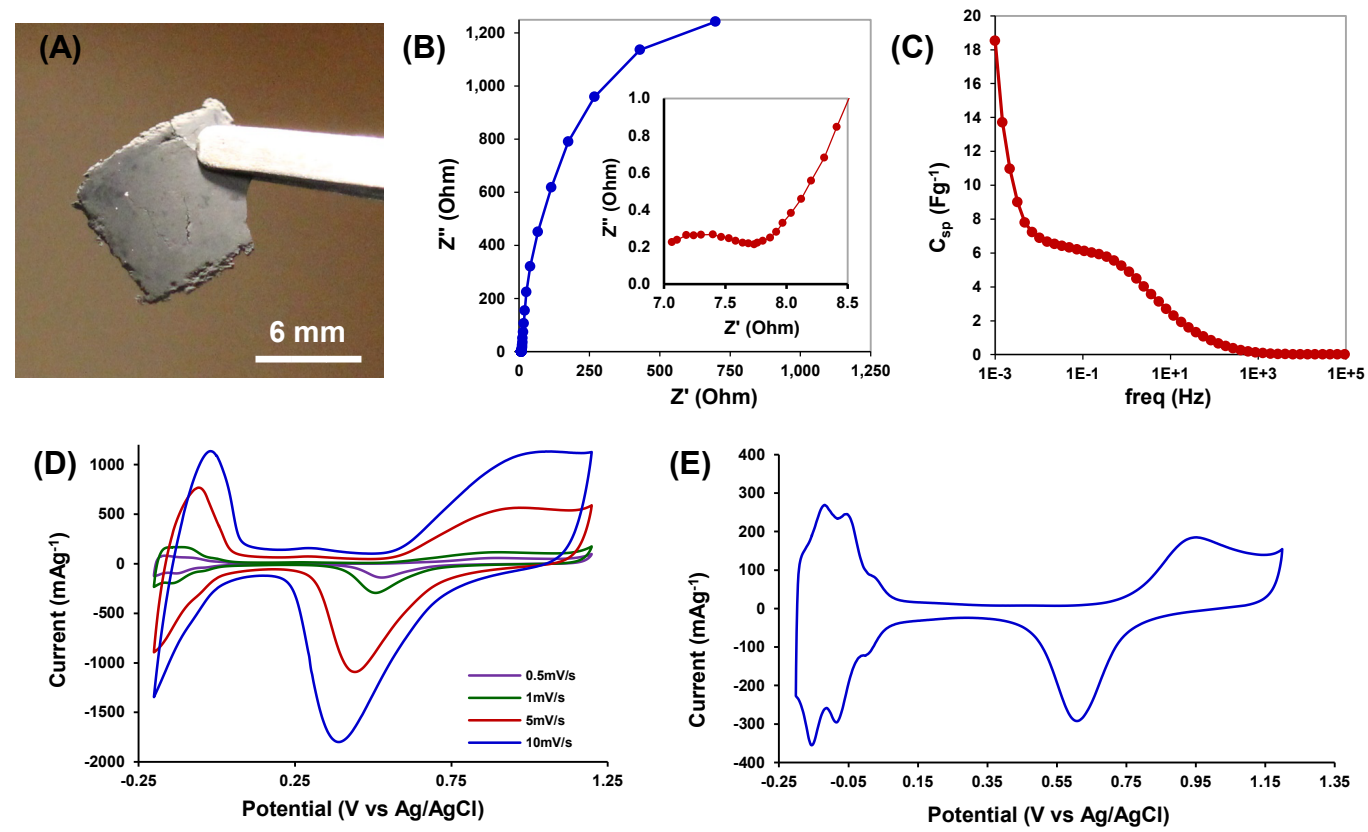 (A)
6 mm
(B)
1,200
1,000
800
600
400
200
0
Z'' (Ohm)
0
250
500
750
1,000
1,250
Z' (Ohm)
1.0
0.8
0.6
0.4
0.2
0.0
Z'' (Ohm)
7.0
7.5
8.0
8.5
Z' (Ohm)
(C)
20
18
16
14
12
10
8
6
4
2
0
Csp (Fg-1)
1E-3
1E-1
1E+1
1E+3
1E+5
freq (Hz)
(D)
1000
500
0
-500
-1000
-1500
-2000
Current (mAg-1)
-0.25
0.25
0.75
1.25
Potential (V vs Ag/AgCl)
0.5mV/s
1mV/s
5mV/s
10mV/s
(E)
400
300
200
100
0
-100
-200
-300
-400
Current (mAg-1)
-0.25
-0.05
0.15
0.35
0.55
0.75
0.95
1.15
1.35
Potential (V vs Ag/AgCl)